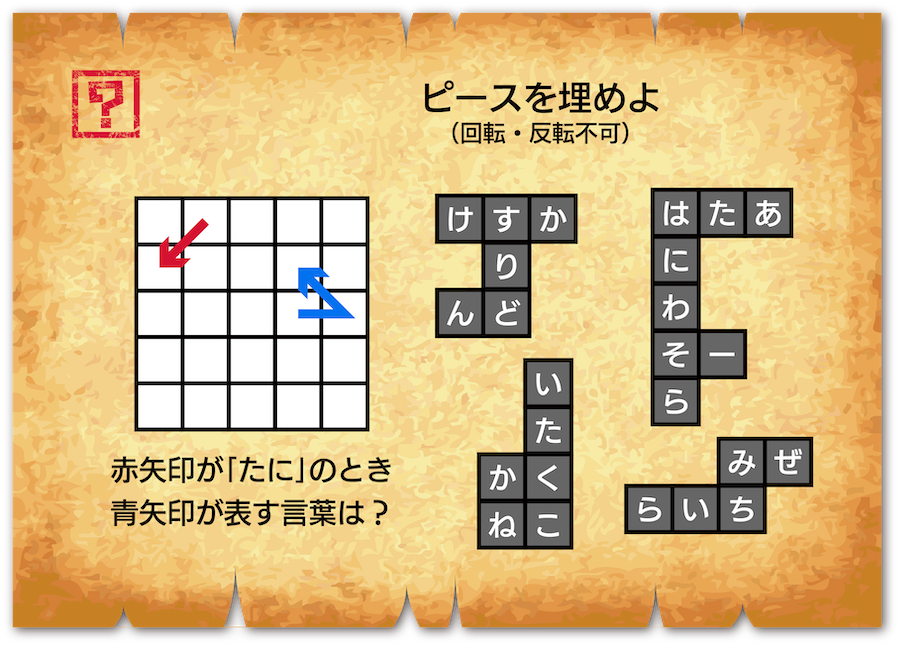 ?
ピースを埋めよ
(回転・反転不可)
けすか
り
んど
はたあ
に
わ
そー
ら
い
た
かく
ねこ
みぜ
らいち
赤矢印が「たに」のとき
青矢印が表す言葉は?